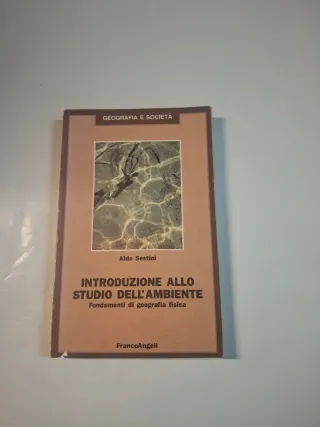 GEOGRAFIA E SOCIETÀ
Aldo Sestini
INTRODUZIONE ALLO
STUDIO DELL'AMBIENTE
Fondamenti di geografia fisica
FrancoAngeli